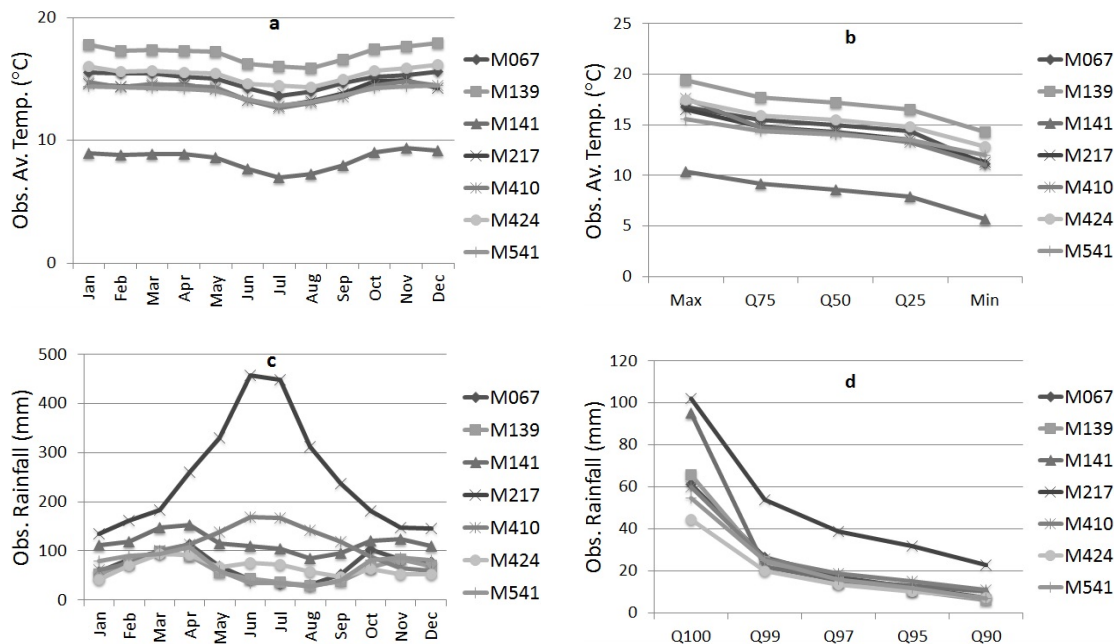 a
Obs. Av. Temp. (°C)
20
10
0
Jan
Feb
Mar
Apr
May
Jun
Jul
Aug
Sep
Oct
Nov
Dec
M067
M139
M141
M217
M410
M424
M541
b
Obs. Av. Temp. (°C)
25
20
15
10
5
0
Max
Q75
Q50
Q25
Min
M067
M139
M141
M217
M410
M424
M541
c
Obs. Rainfall (mm)
500
400
300
200
100
0
Jan
Feb
Mar
Apr
May
Jun
Jul
Aug
Sep
Oct
Nov
Dec
M067
M139
M141
M217
M410
M424
M541
d
Obs. Rainfall (mm)
120
100
80
60
40
20
0
Q100
Q99
Q97
Q95
Q90
M067
M139
M141
M217
M410
M424
M541